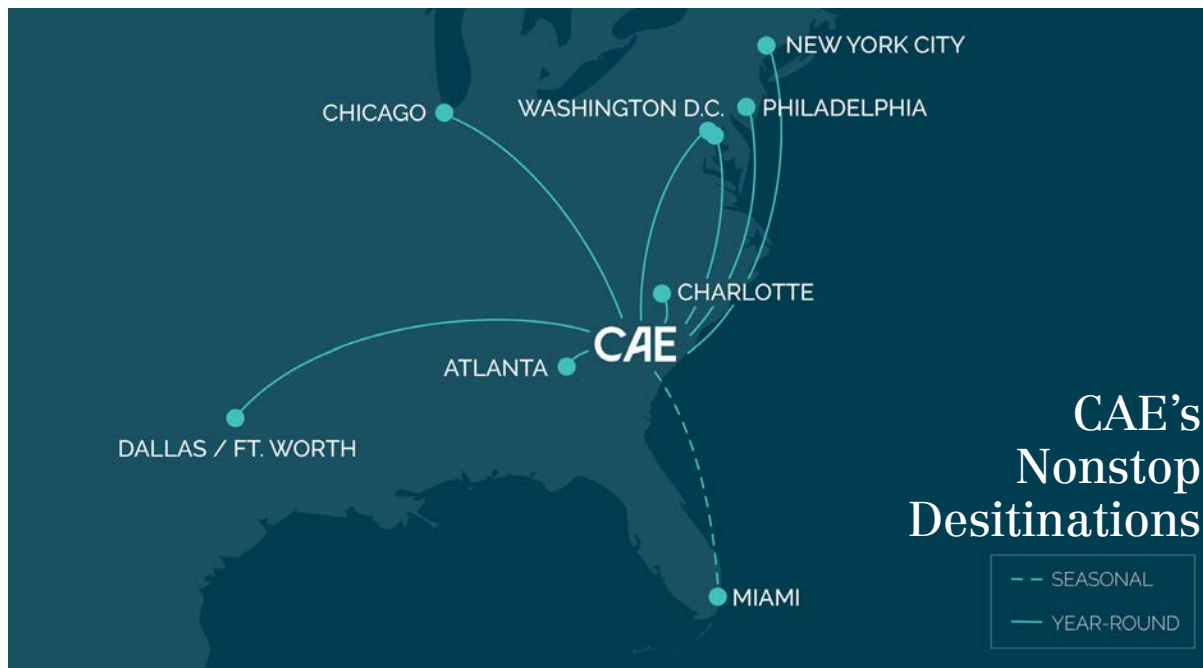 NEW YORK CITY
CHICAGO
WASHINGTON D.C.
PHILADELPHIA
CHARLOTTE
CAE
ATLANTA
DALLAS / FT. WORTH
CAE’s
Nonstop
Desitinations
SEASONAL
MIAMI
YEAR-ROUND